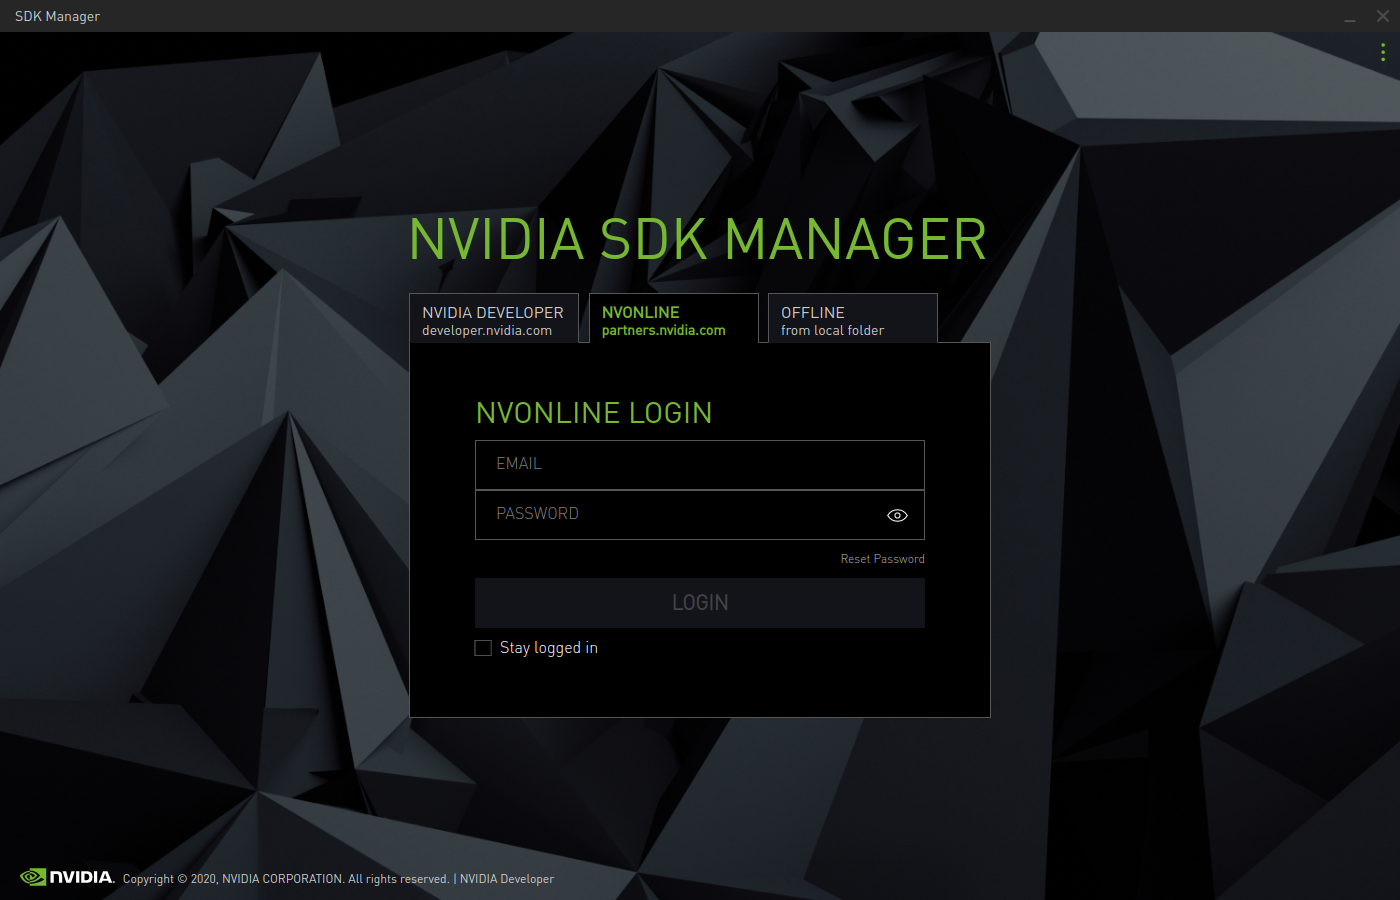 SDK Manager
NVIDIA SDK MANAGER
NVIDIA DEVELOPER
developer.nvidia.com
NVONLINE
partners.nvidia.com
OFFLINE
from local folder
NVONLINE LOGIN
EMAIL
PASSWORD
Reset Password
LOGIN
Stay logged in
NVIDIA. Copyright © 2020, NVIDIA CORPORATION. All rights reserved. | NVIDIA Developer